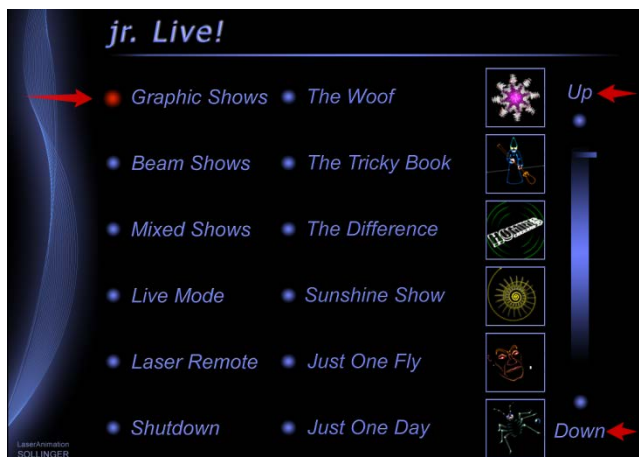 jr. Live!
Graphic Shows
The Woof
Up
Beam Shows
The Tricky Book
Mixed Shows
The Difference
Live Mode
Sunshine Show
Laser Remote
Just One Fly
Shutdown
Just One Day
Down
LaserAnimation
SOLLINGER